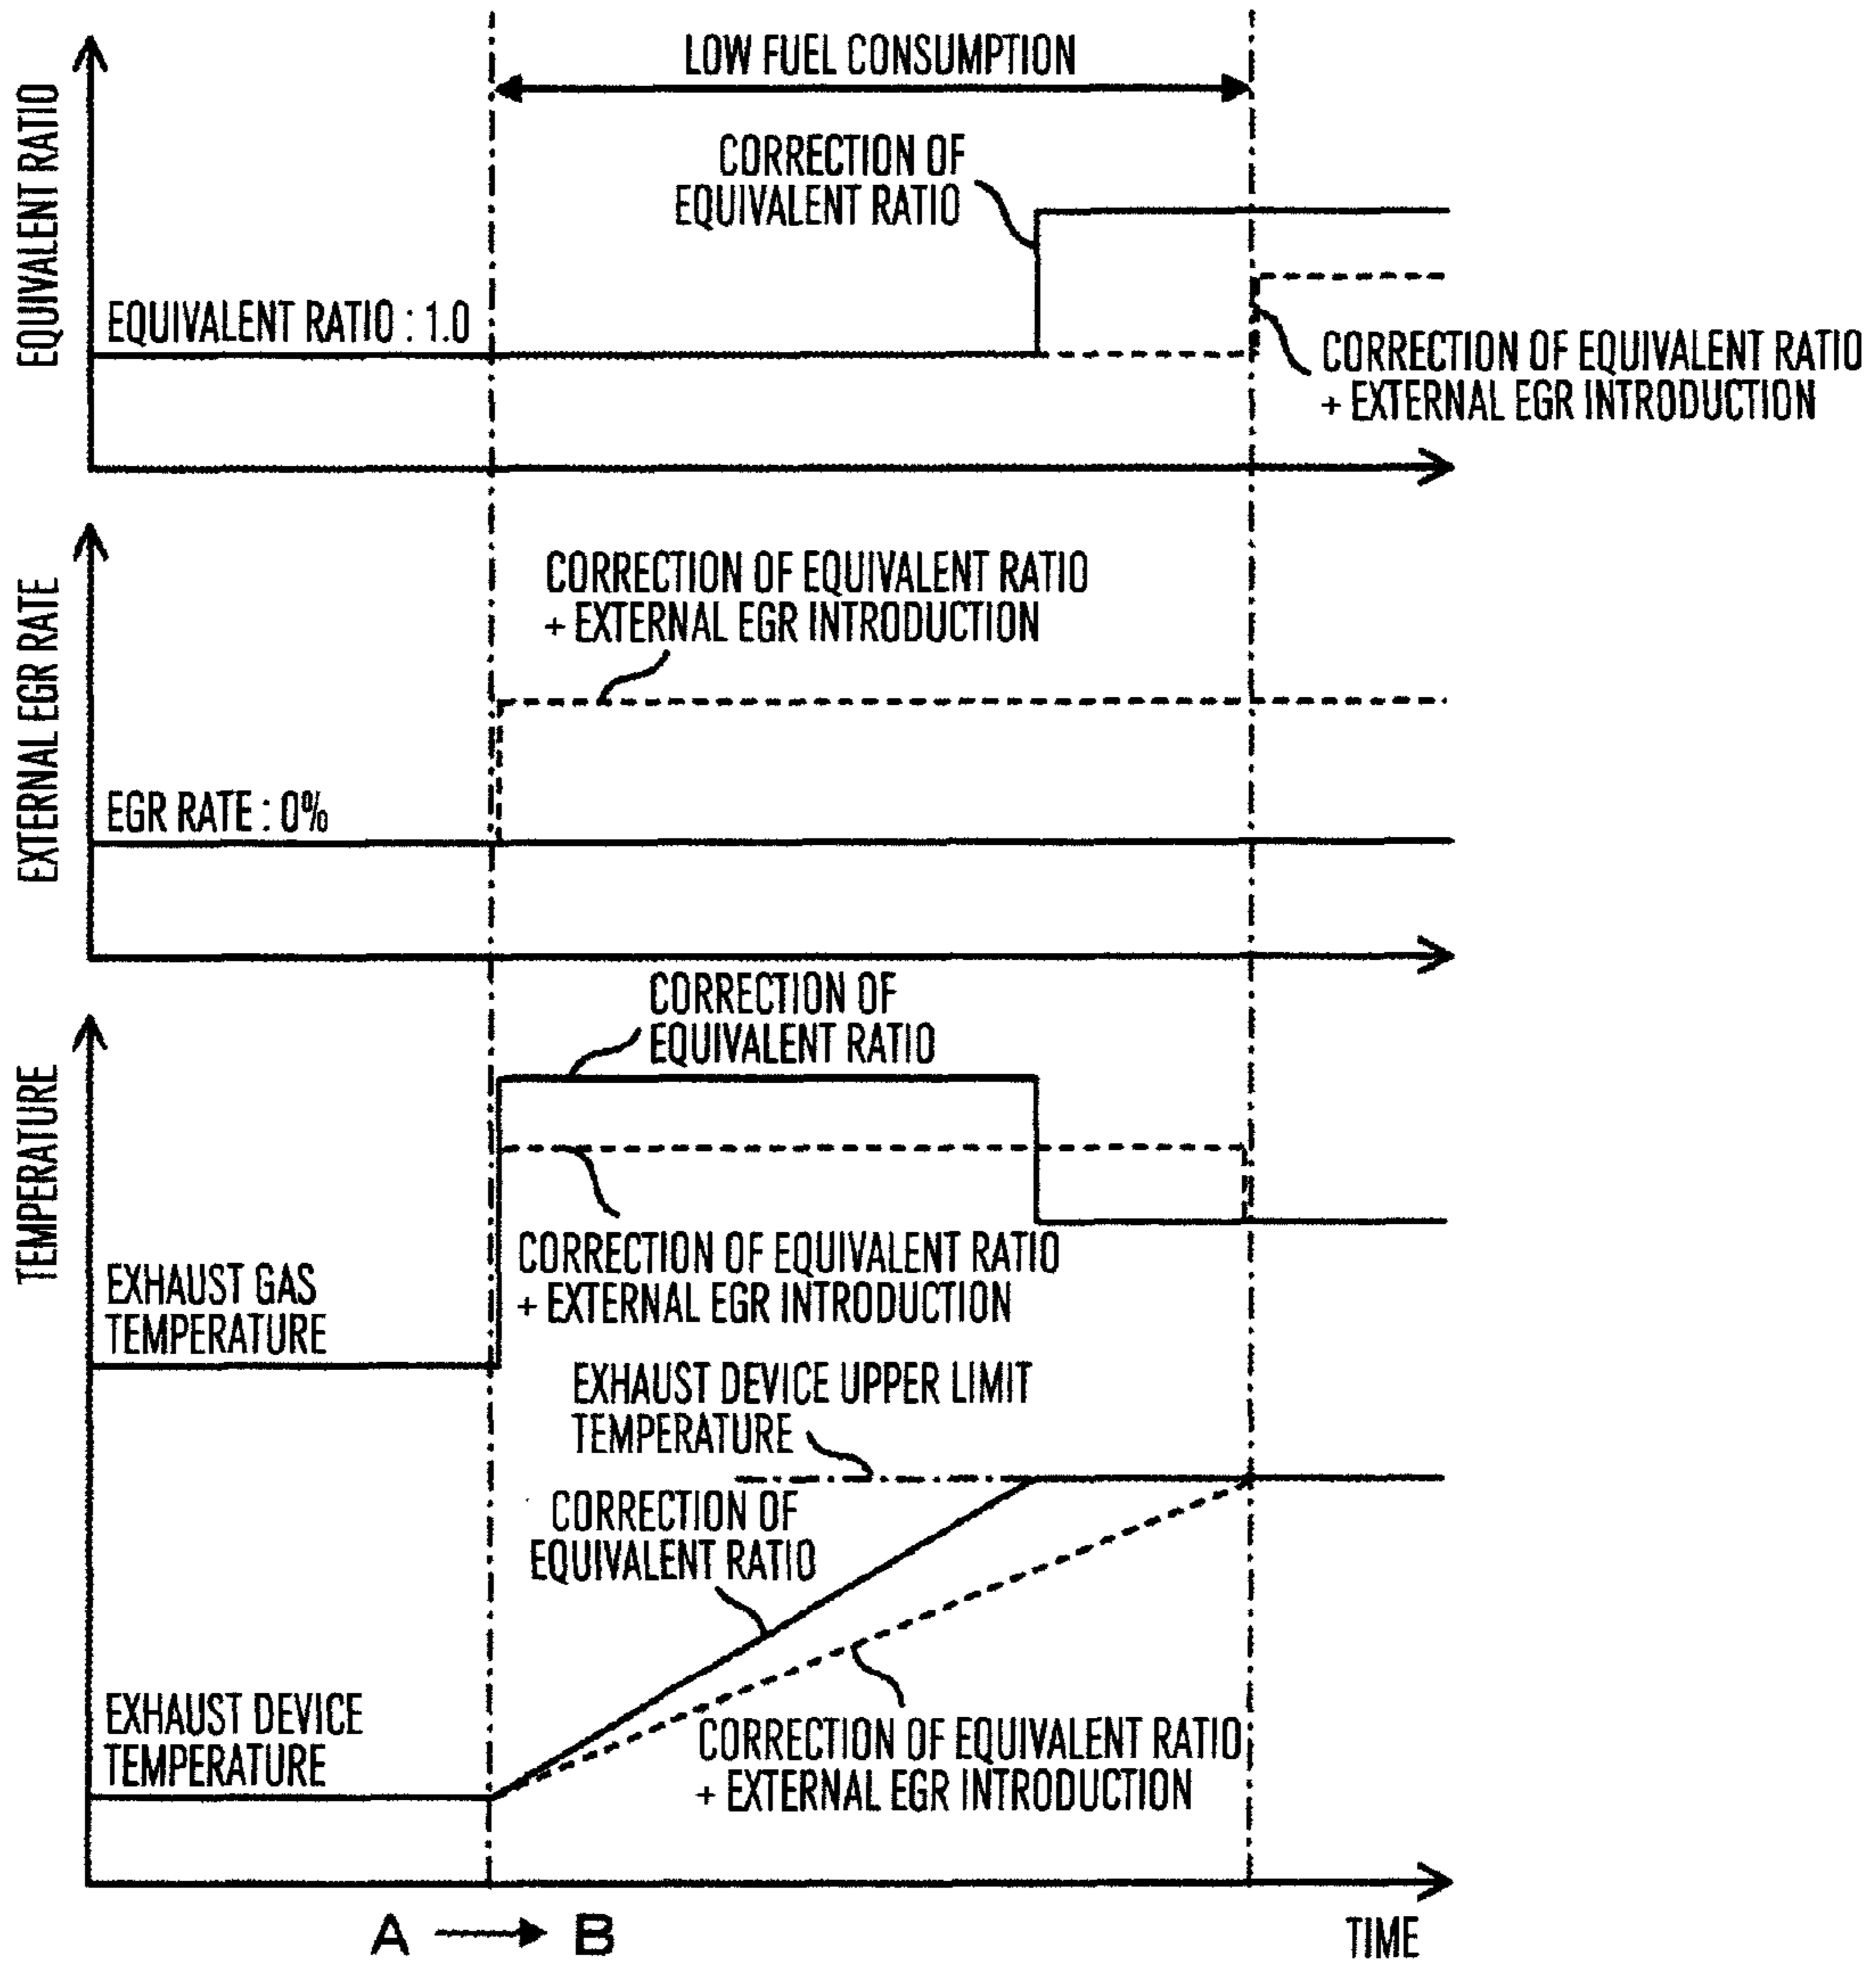 LOW FUEL CONSUMPTION
EQUIVALENT RATIO
CORRECTION OF
EQUIVALENT RATIO
EQUIVALENT RATIO : 1.0
CORRECTION OF EQUIVALENT RATIO
+ EXTERNAL EGR INTRODUCTION
EXTERNAL EGR RATE
CORRECTION OF EQUIVALENT RATIO
+ EXTERNAL EGR INTRODUCTION
EGR RATE : 0%
TEMPERATURE
CORRECTION OF
EQUIVALENT RATIO
CORRECTION OF EQUIVALENT RATIO
+ EXTERNAL EGR INTRODUCTION
EXHAUST GAS
TEMPERATURE
EXHAUST DEVICE UPPER LIMIT
TEMPERATURE
CORRECTION OF
EQUIVALENT RATIO
EXHAUST DEVICE
TEMPERATURE
CORRECTION OF EQUIVALENT RATIO
+ EXTERNAL EGR INTRODUCTION
A → B
TIME